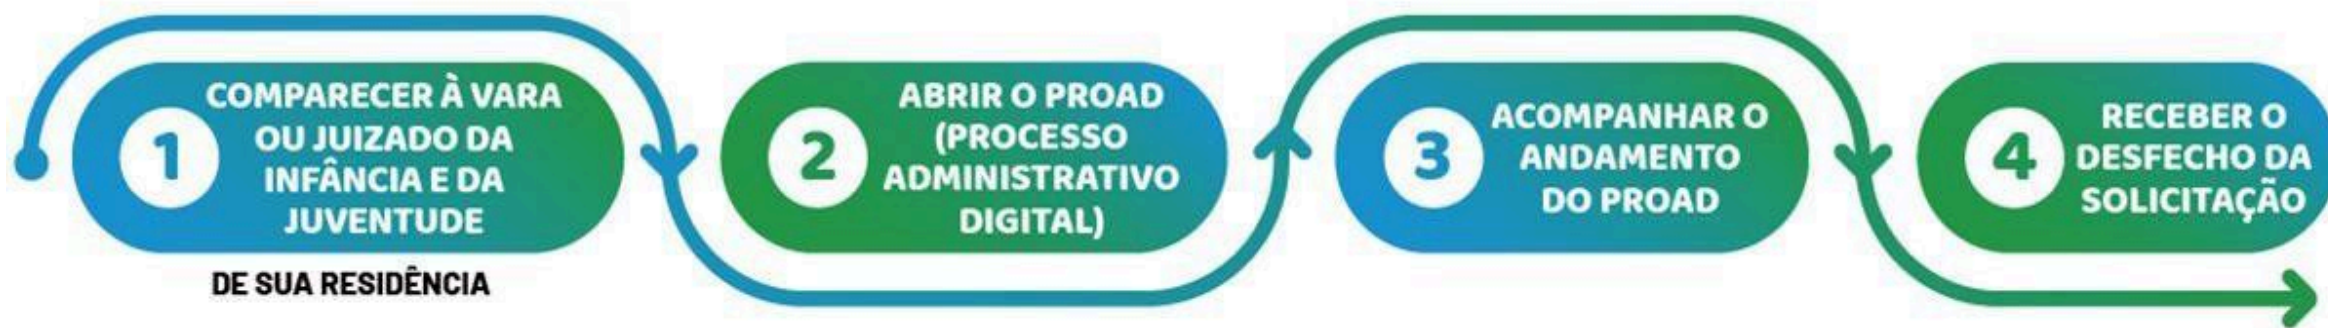 1
COMPARECER À VARA
OU JUIZADO DA
INFÂNCIA E DA
JUVENTUDE
DE SUA RESIDÊNCIA
2
ABRIR O PROAD
(PROCESSO
ADMINISTRATIVO
DIGITAL)
3
ACOMPANHAR O
ANDAMENTO
DO PROAD
4
RECEBER O
DESFECHO DA
SOLICITAÇÃO